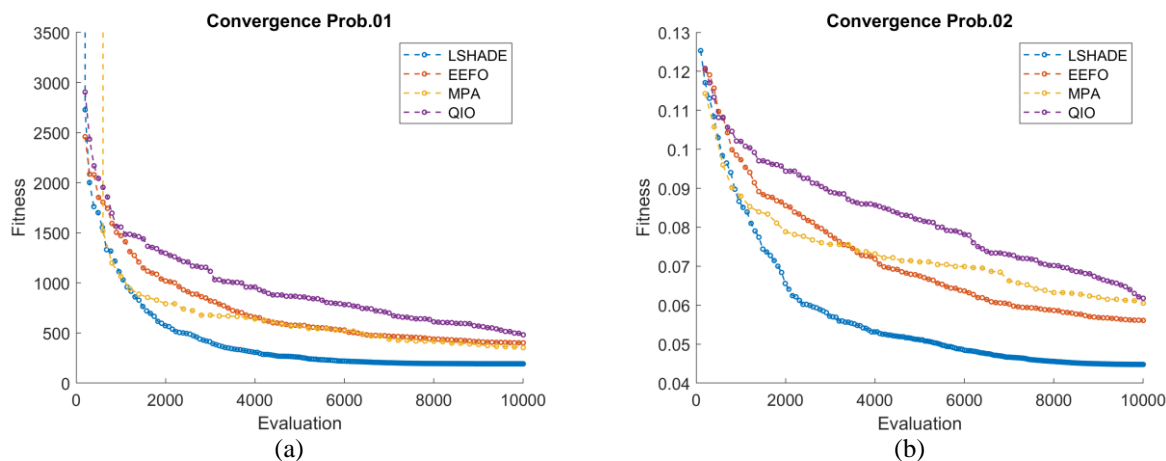 Convergence Prob.01
3500
3000
2500
2000
1500
1000
500
0
Fitness
0 2000 4000 6000 8000 10000
Evaluation
LSHADE
EEFO
MPA
QIO
(a)
Convergence Prob.02
0.13
0.12
0.11
0.1
0.09
0.08
0.07
0.06
0.05
0.04
Fitness
0 2000 4000 6000 8000 10000
Evaluation
LSHADE
EEFO
MPA
QIO
(b)